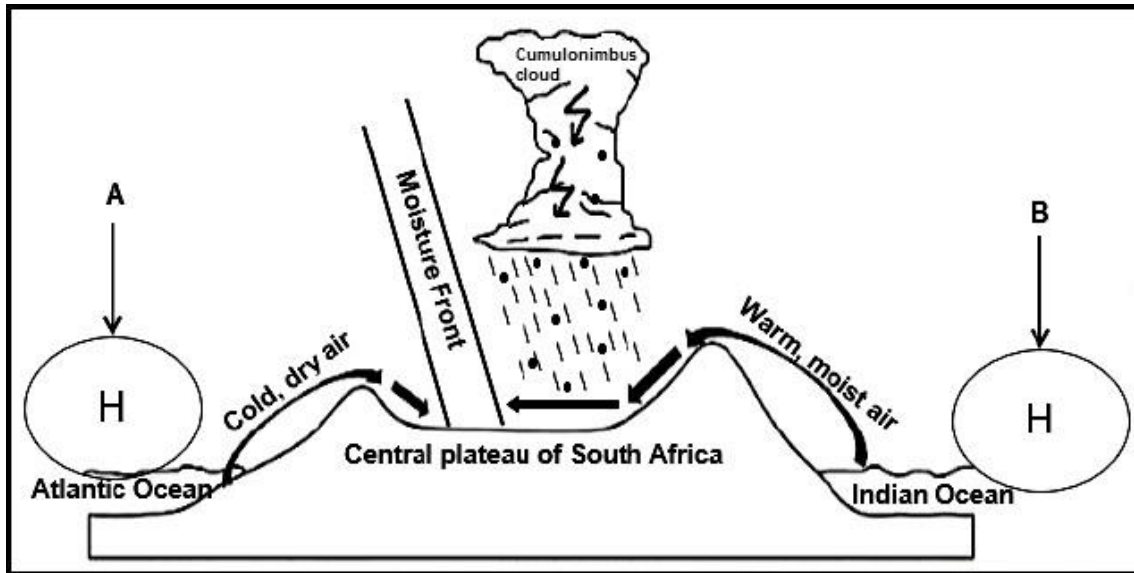 Cumulonimbus
cloud
A
Moisture Front
B
Cold, dry air
Warm, moist air
H
H
Central plateau of South Africa
Atlantic Ocean
Indian Ocean